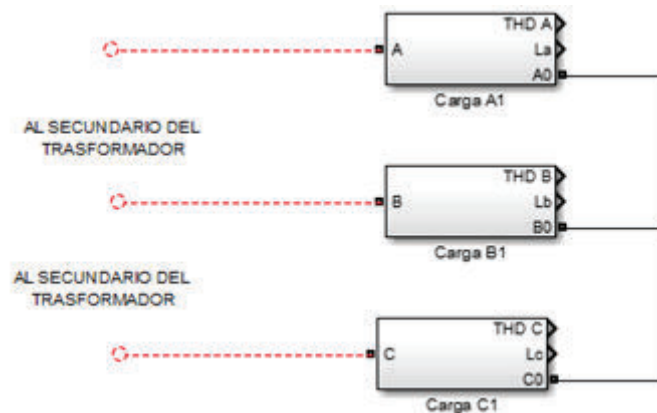 THD A
A
La
A0
Carga A1
AL SECUNDARIO DEL
TRASFORMADOR
THD B
B
Lb
B0
Carga B1
AL SECUNDARIO DEL
TRASFORMADOR
THD C
C
Lc
C0
Carga C1